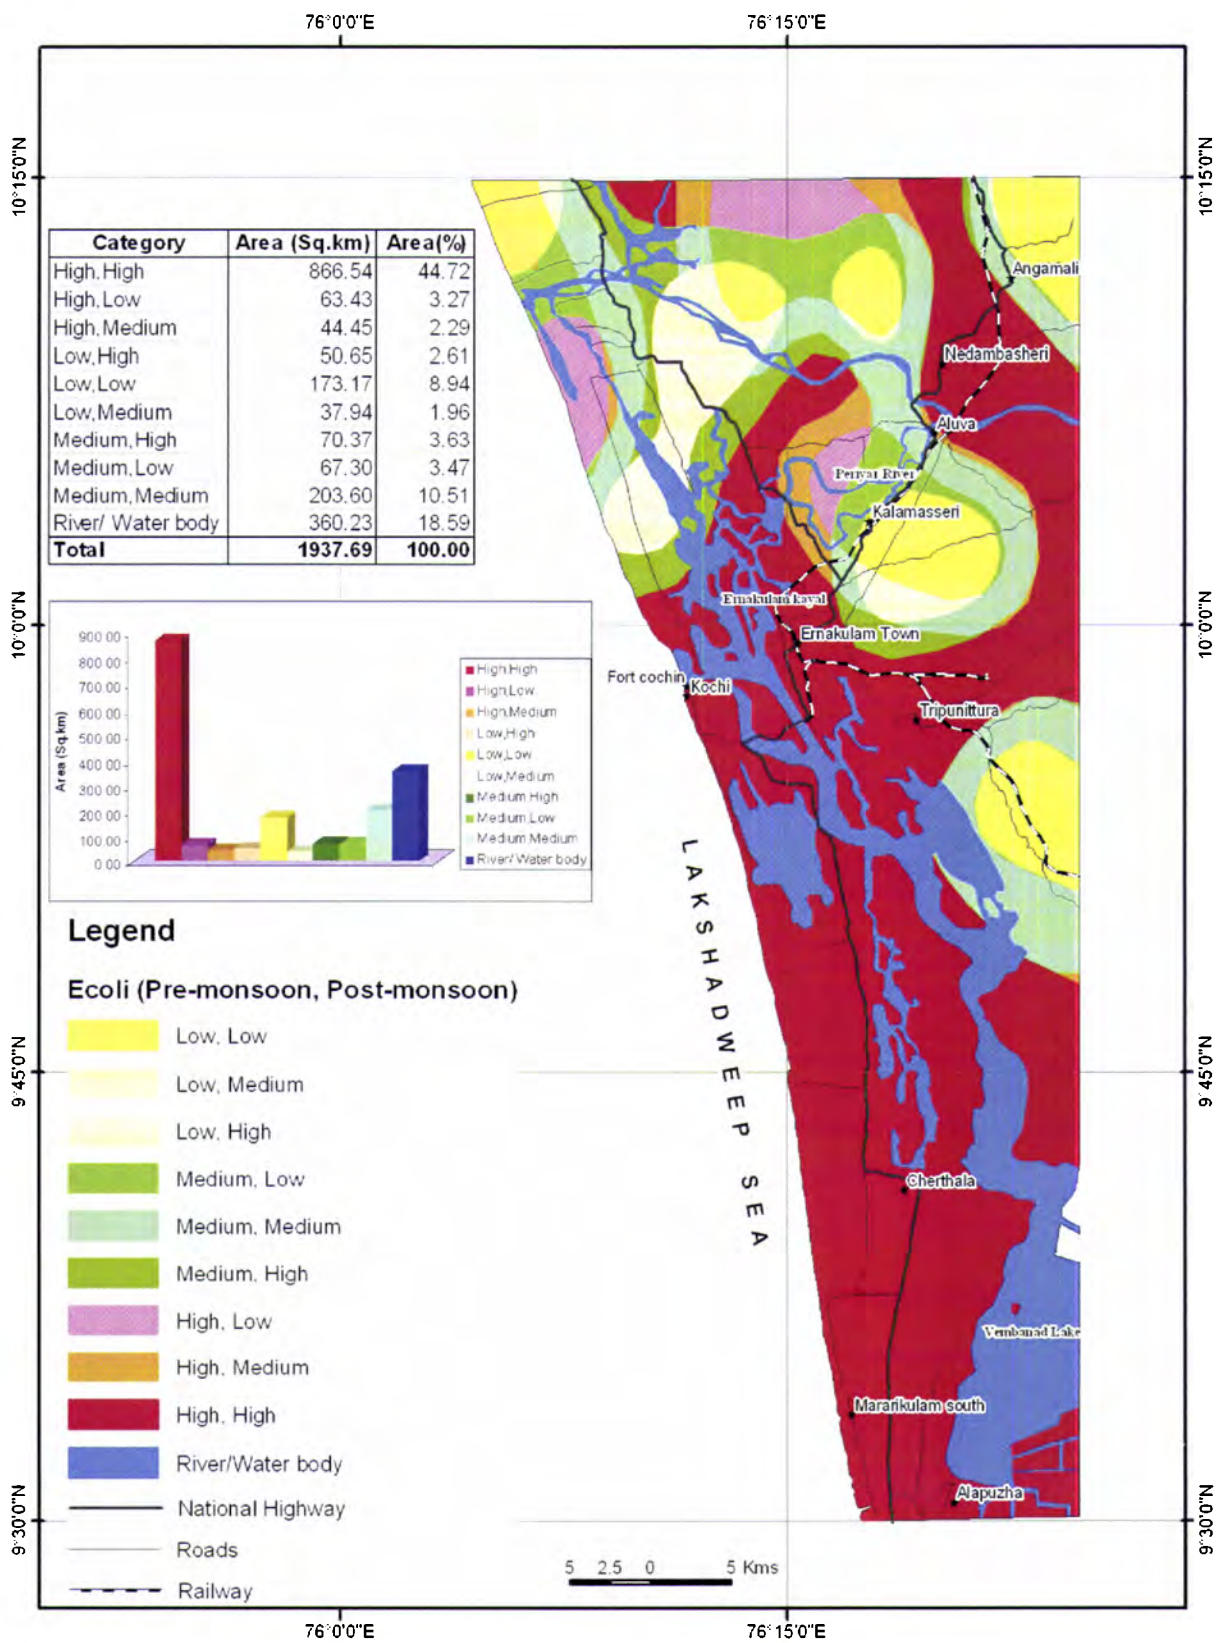 76°0'0"E 76°15'0"E
10°15'0"N 10°15'0"N
Category Area (Sq.km) Area(%)
High, High 866.54 44.72
High, Low 63.43 3.27
High, Medium 44.45 2.29
Low, High 50.65 2.61
Low, Low 173.17 8.94
Low, Medium 37.94 1.96
Medium, High 70.37 3.63
Medium, Low 67.30 3.47
Medium, Medium 203.60 10.51
River/ Water body 360.23 18.59
Total 1937.69 100.00
Angamali
Nedambasheri
Aluva
Periyar River
Kalamasseri
Ernakulam kayal
10°0'0"N 10°0'0"N
Ernakulam Town
Fort cochin
Kochi
Tripunittura
900 00
800 00
700 00
600 00
500 00
400 00
300 00
200 00
100 00
0 00
Area (Sq.km)
High,High
High,Low
High,Medium
Low,High
Low,Low
Low,Medium
Medium,High
Medium,Low
Medium,Medium
River/ Water body
LAKSHADWEEP SEA
Legend
Ecoli (Pre-monsoon, Post-monsoon)
Low, Low
Low, Medium
Low, High
Medium, Low
Medium, Medium
Medium, High
High, Low
High, Medium
High, High
River/Water body
National Highway
Roads
Railway
9°45'0"N 9°45'0"N
Cherthala
Vembanad Lake
Mararikulam south
Alapuzha
9°30'0"N 9°30'0"N
5 2.5 0 5 Kms
76°0'0"E 76°15'0"E